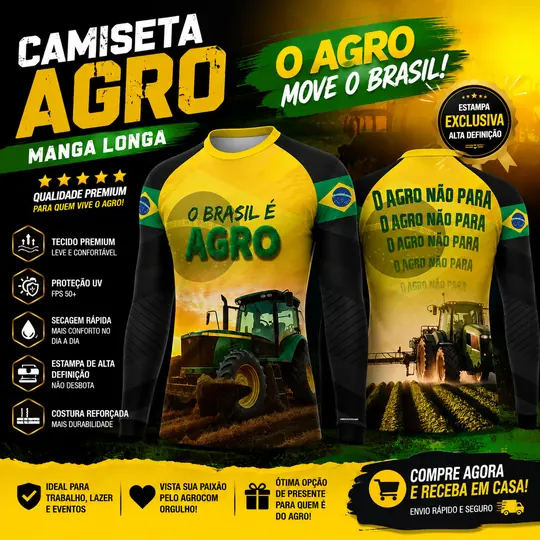 CAMISETA
AGRO
MANGA LONGA
QUALIDADE PREMIUM
PARA QUEM VIVE O AGRO!
TECIDO PREMIUM
LEVE E CONFORTÁVEL
PROTEÇÃO UV
FPS 50+
SECAGEM RÁPIDA
MAIS CONFORTO NO
DIA A DIA
ESTAMPA DE ALTA
DEFINIÇÃO
NÃO DESBOTA
COSTURA REFORÇADA
MAIS DURABILIDADE
O AGRO
MOVE O BRASIL!
ESTAMPA
EXCLUSIVA
ALTA DEFINIÇÃO
O BRASIL É
AGRO
O AGRO NÃO PARA
O AGRO NÃO PARA
O AGRO NÃO PARA
O AGRO NÃO PARA
O AGRO NÃO PARA
IDEAL PARA
TRABALHO, LAZER
E EVENTOS
VISTA SUA PAIXÃO
PELO AGROCOM
ORGULHO!
ÓTIMA OPÇÃO
DE PRESENTE
PARA QUEM É
DO AGRO!
COMPRE AGORA
E RECEBA EM CASA!
ENVIO RÁPIDO E SEGURO